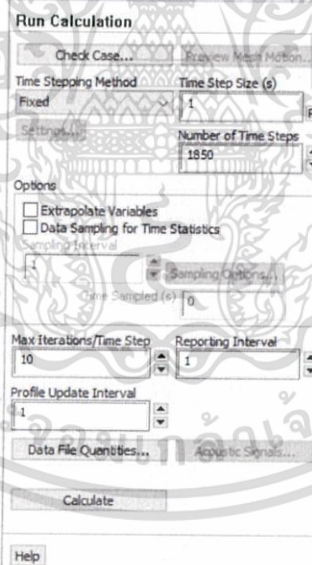 Run Calculation
Check Case... Preview Mesh Motion...
Time Stepping Method Time Step Size (s)
Fixed 1 P
Settings... Number of Time Steps
1850
Options
Extrapolate Variables
Data Sampling for Time Statistics
Sampling Interval
1 Sampling Options...
Time Sampled (s) 0
Max Iterations/Time Step Reporting Interval
10 1
Profile Update Interval
1
Data File Quantities... Acoustic Signals...
Calculate
Help